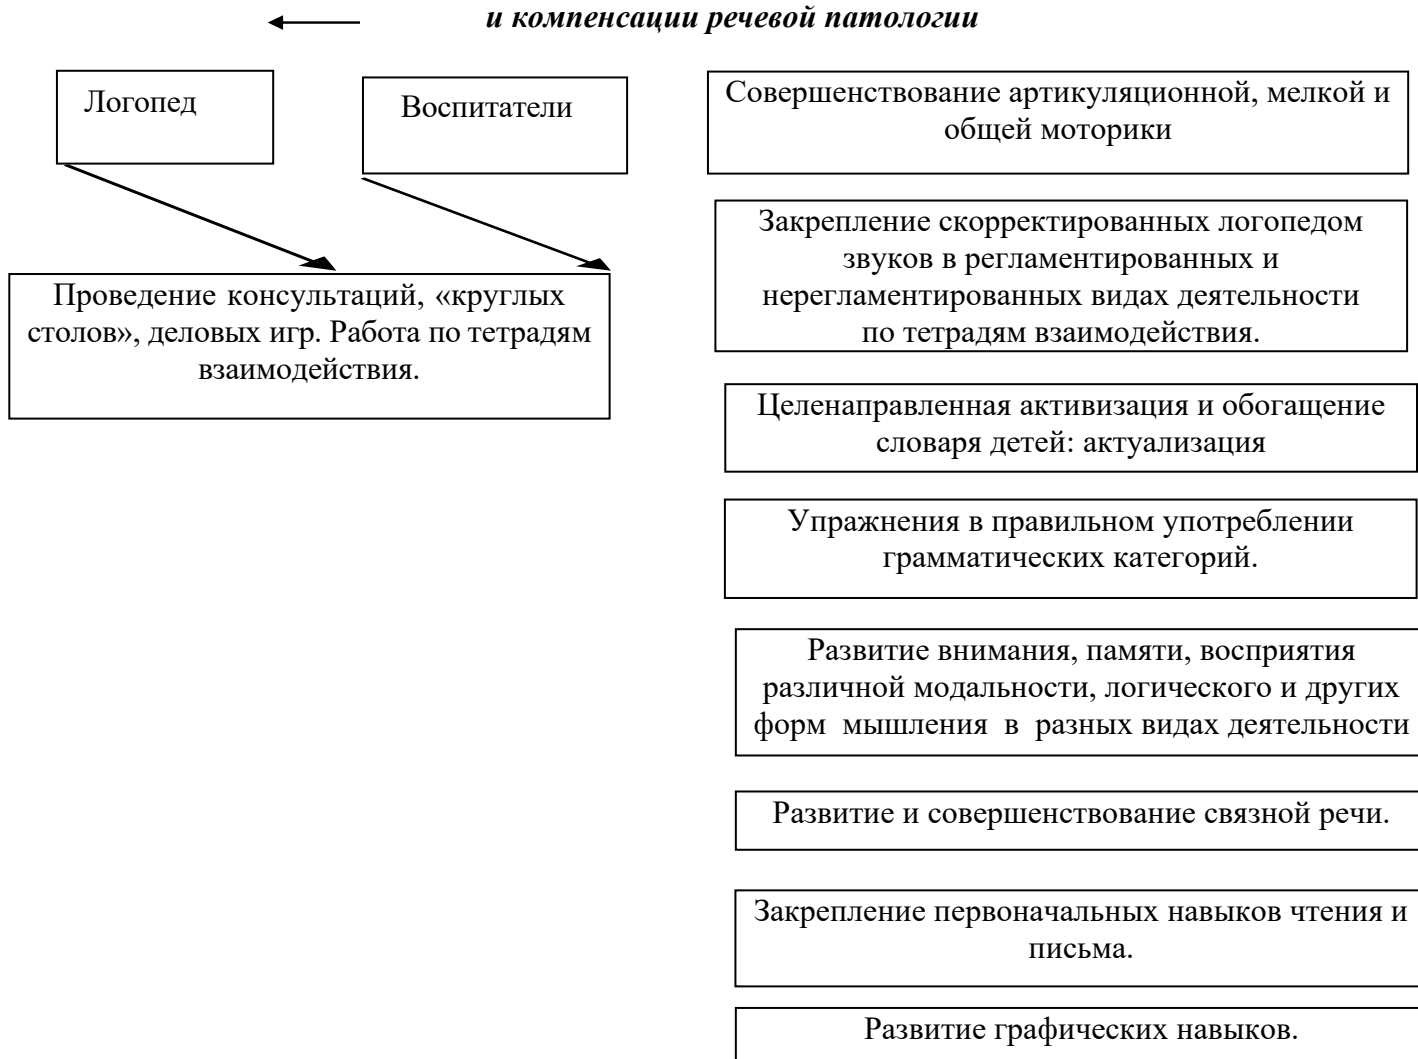 и компенсации речевой патологии
Логопед
Воспитатели
Проведение консультаций, «круглых
столов», деловых игр. Работа по тетрадям
взаимодействия.
Совершенствование артикуляционной, мелкой и
общей моторики
Закрепление скорректированных логопедом
звуков в регламентированных и
нерегламентированных видах деятельности
по тетрадям взаимодействия.
Целенаправленная активизация и обогащение
словаря детей: актуализация
Упражнения в правильном употреблении
грамматических категорий.
Развитие внимания, памяти, восприятия
различной модальности, логического и других
форм мышления в разных видах деятельности
Развитие и совершенствование связной речи.
Закрепление первоначальных навыков чтения и
письма.
Развитие графических навыков.